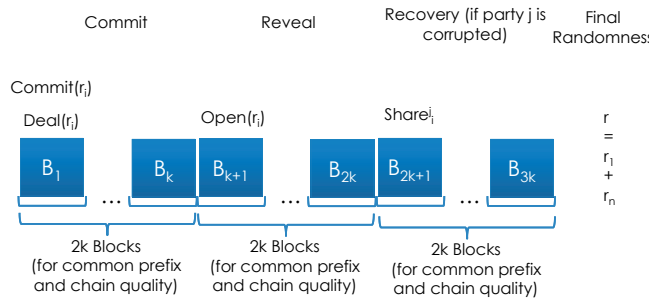 Commit
Reveal
Recovery (if party j is
corrupted)
Final
Randomness
Commit(rᵢ)
Deal(rᵢ)
Open(rᵢ)
Shareʲᵢ
B₁
...
Bₖ
Bₖ₊₁
...
B₂ₖ
B₂ₖ₊₁
...
B₃ₖ
r
=
r₁
+
rₙ
2k Blocks
(for common prefix
and chain quality)
2k Blocks
(for common prefix
and chain quality)
2k Blocks
(for common prefix
and chain quality)